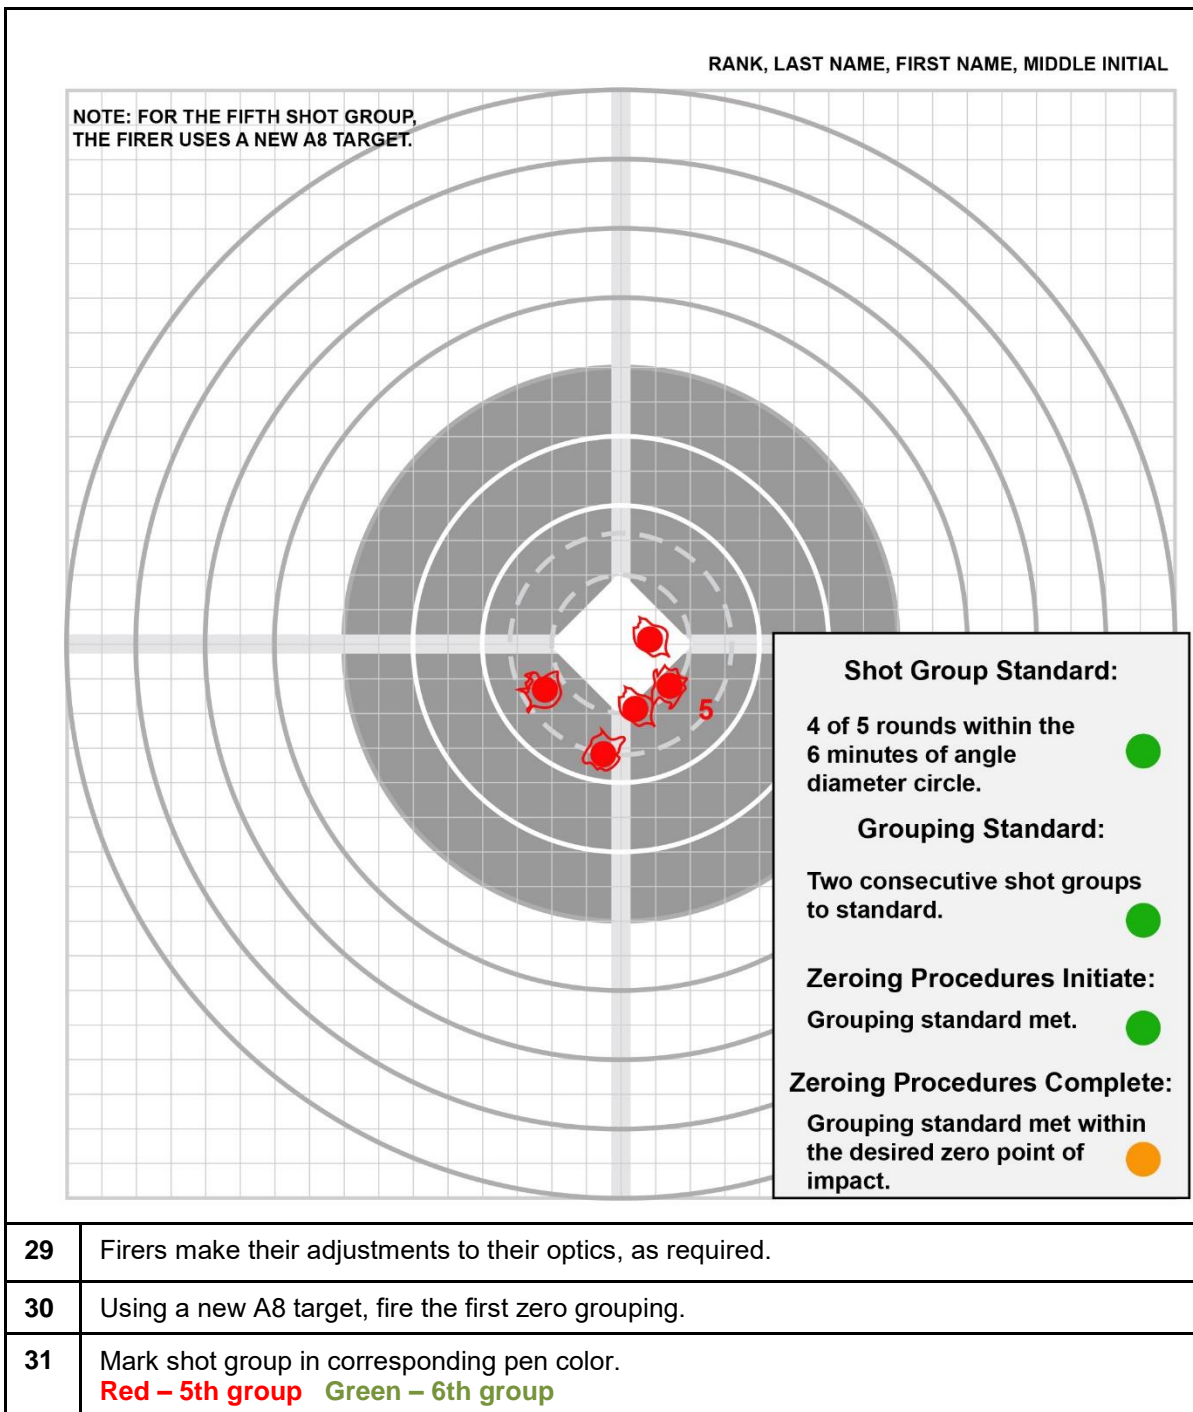 RANK, LAST NAME, FIRST NAME, MIDDLE INITIAL
NOTE: FOR THE FIFTH SHOT GROUP,
THE FIRER USES A NEW A8 TARGET.
5
Shot Group Standard:
4 of 5 rounds within the
6 minutes of angle
diameter circle.
Grouping Standard:
Two consecutive shot groups
to standard.
Zeroing Procedures Initiate:
Grouping standard met.
Zeroing Procedures Complete:
Grouping standard met within
the desired zero point of
impact.
29 Firers make their adjustments to their optics, as required.
30 Using a new A8 target, fire the first zero grouping.
31 Mark shot group in corresponding pen color.
Red – 5th group Green – 6th group